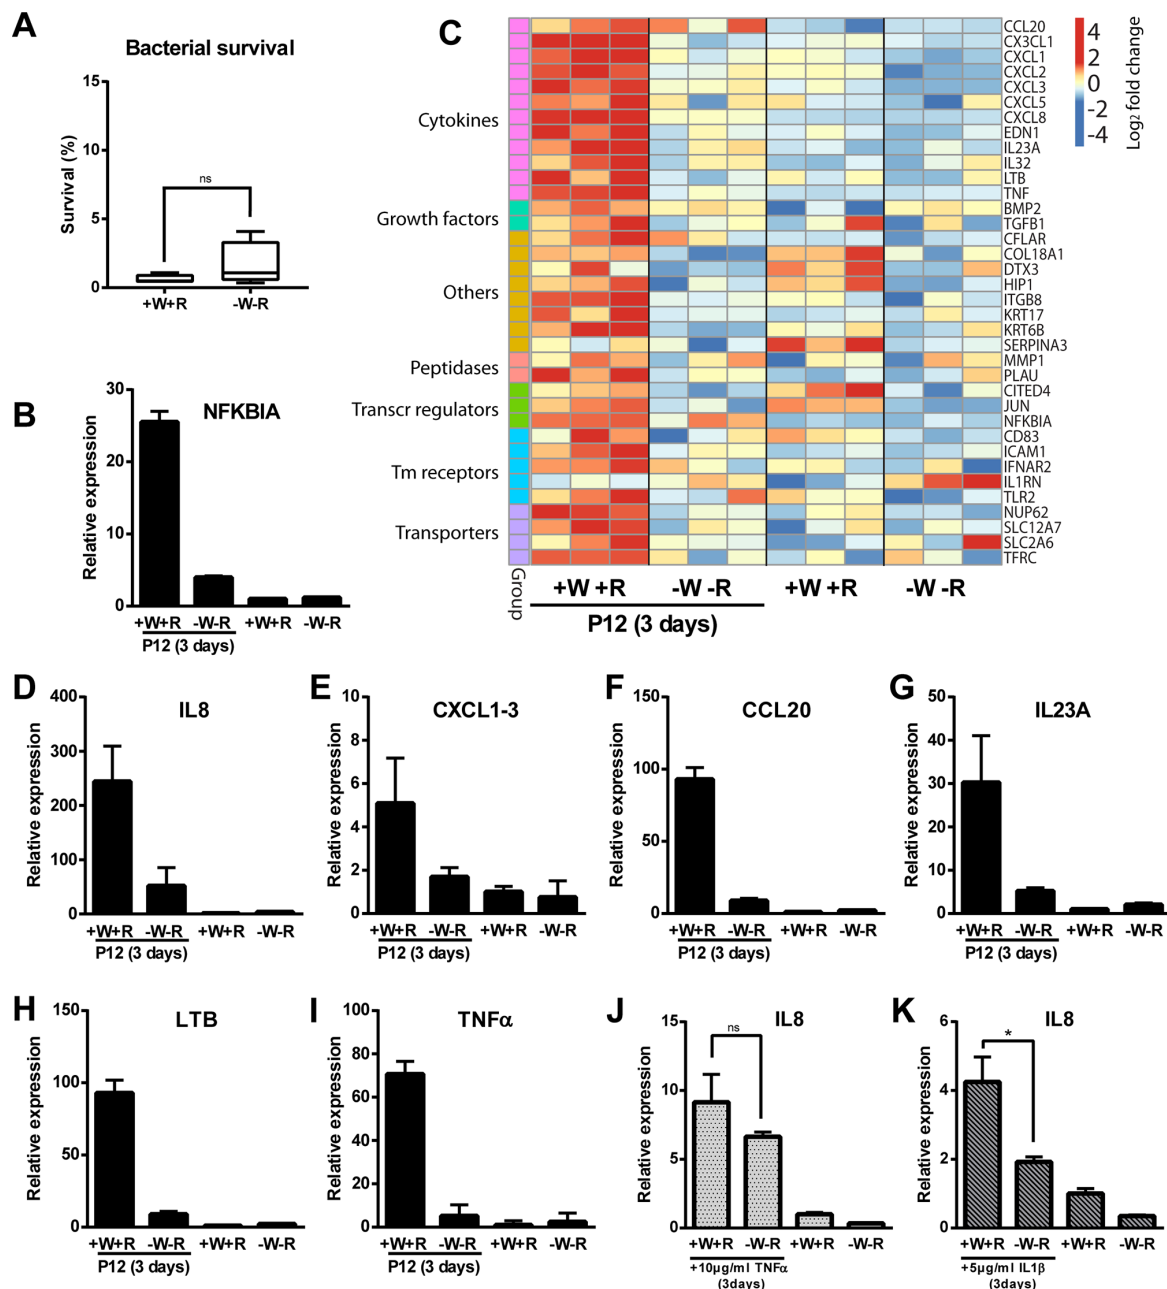 A
Bacterial survival
15
10
5
0
Survival (%)
ns
+W+R
-W-R
B
NFKBIA
30
20
10
0
Relative expression
+W+R
-W-R
+W+R
-W-R
P12 (3 days)
C
Cytokines
Growth factors
Others
Peptidases
Transcr regulators
Tm receptors
Transporters
CCL20
CX3CL1
CXCL1
CXCL2
CXCL3
CXCL5
CXCL8
EDN1
IL23A
IL32
LTB
TNF
BMP2
TGFB1
CFLAR
COL18A1
DTX3
HIP1
ITGB8
KRT17
KRT6B
SERPINA3
MMP1
PLAU
CITED4
JUN
NFKBIA
CD83
ICAM1
IFNAR2
IL1RN
TLR2
NUP62
SLC12A7
SLC2A6
TFRC
4
2
0
-2
-4
Log2 fold change
Group
+W +R
-W -R
+W +R
-W -R
P12 (3 days)
D
IL8
400
300
200
100
0
Relative expression
+W+R
-W-R
+W+R
-W-R
P12 (3 days)
E
CXCL1-3
10
8
6
4
2
0
Relative expression
+W+R
-W-R
+W+R
-W-R
P12 (3 days)
F
CCL20
150
100
50
0
Relative expression
+W+R
-W-R
+W+R
-W-R
P12 (3 days)
G
IL23A
50
40
30
20
10
0
Relative expression
+W+R
-W-R
+W+R
-W-R
P12 (3 days)
H
LTB
150
100
50
0
Relative expression
+W+R
-W-R
+W+R
-W-R
P12 (3 days)
I
TNFα
100
80
60
40
20
0
Relative expression
+W+R
-W-R
+W+R
-W-R
P12 (3 days)
J
IL8
15
10
5
0
Relative expression
ns
+W+R
-W-R
+W+R
-W-R
+10µg/ml TNFα
(3days)
K
IL8
6
4
2
0
Relative expression
*
+W+R
-W-R
+W+R
-W-R
+5µg/ml IL1β
(3days)